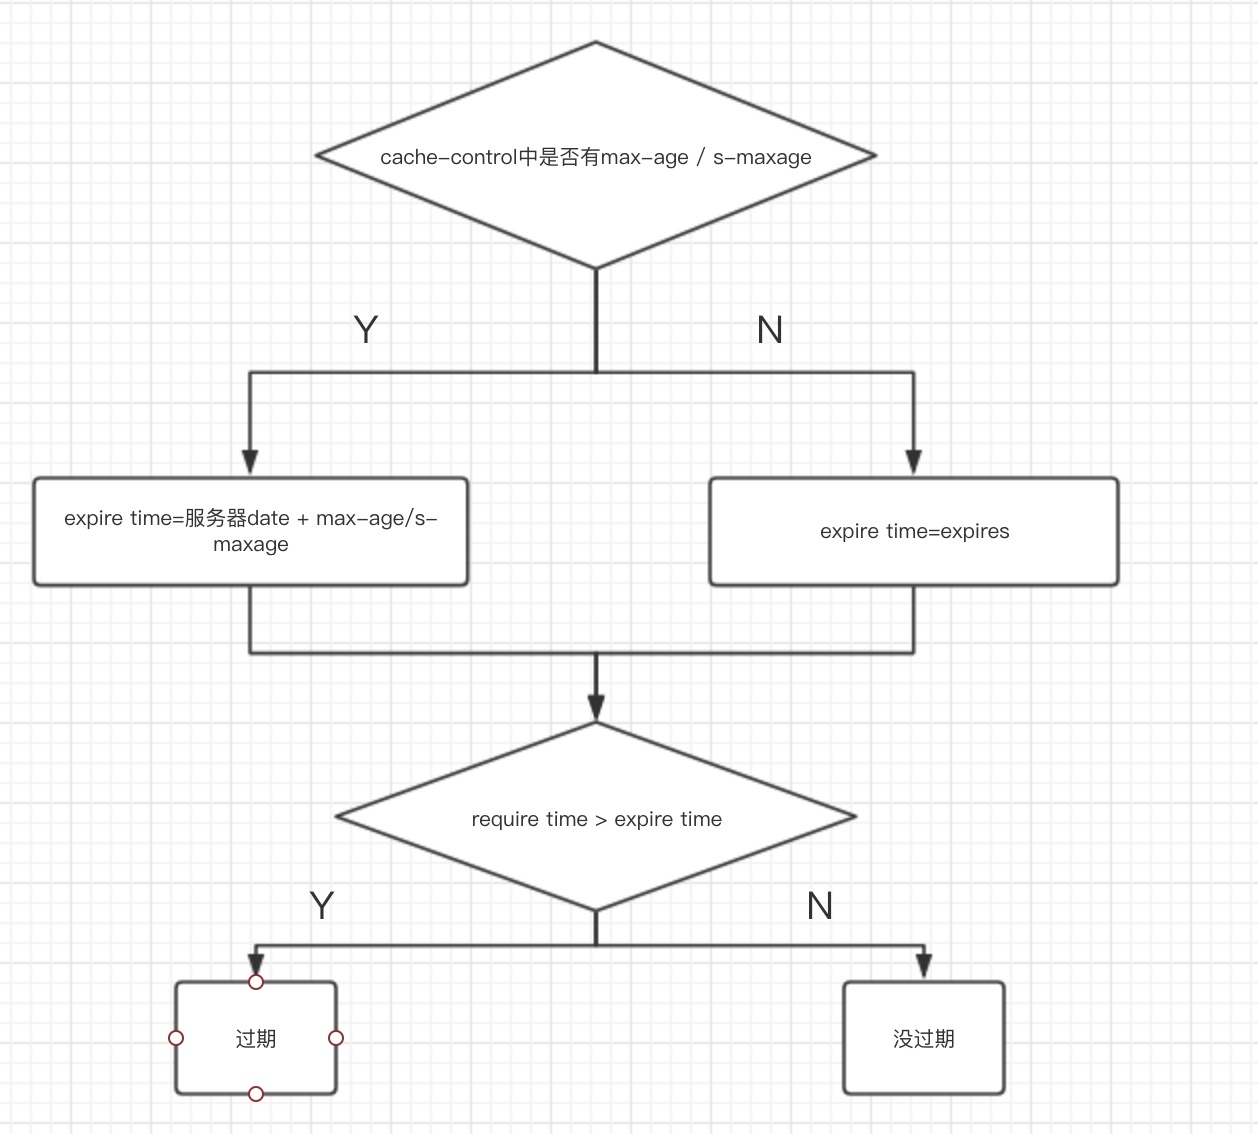 cache-control中是否有max-age / s-maxage
Y
N
expire time=服务器date + max-age/s-
maxage
expire time=expires
require time > expire time
Y
N
过期
没过期